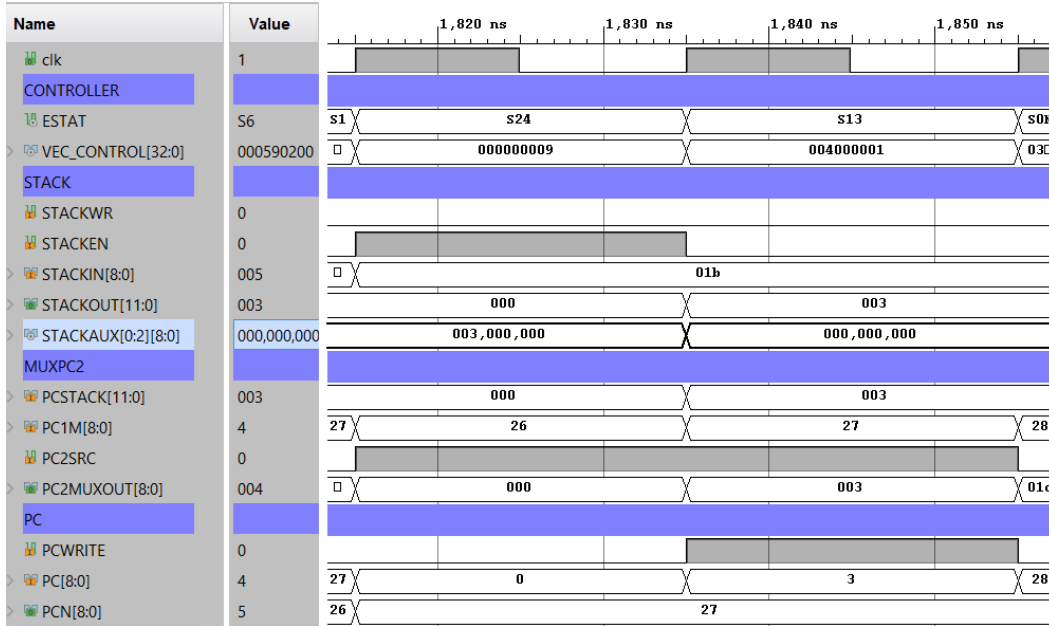 Name Value 1,820 ns 1,830 ns 1,840 ns 1,850 ns
clk 1
CONTROLLER
ESTAT S6 S1 S24 S13
VEC_CONTROL[32:0] 000590200 000000009 004000001 03
STACK
STACKWR 0
STACKEN 0
STACKIN[8:0] 005 01b
STACKOUT[11:0] 003 000 003
STACKAUX[0:2][8:0] 000,000,000 003,000,000 000,000,000
MUXPC2
PCSTACK[11:0] 003 000 003
PC1M[8:0] 4 27 26 27 28
PC2SRC 0
PC2MUXOUT[8:0] 004 000 003
PC
PCWRITE 0
PC[8:0] 4 27 0 3 28
PCN[8:0] 5 26 27